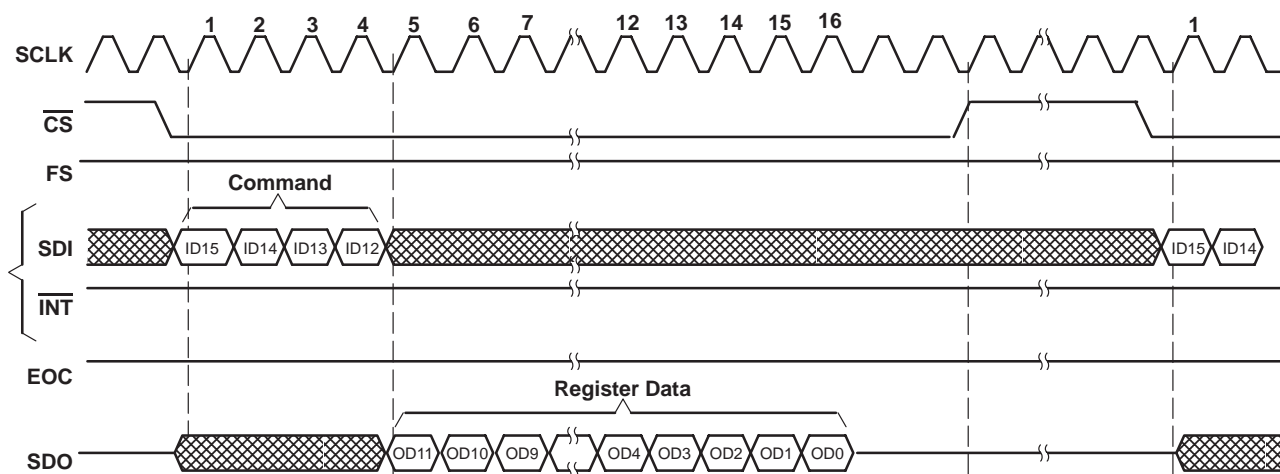 1 2 3 4 5 6 7 12 13 14 15 16 1
SCLK
CS
FS
Command
SDI ID15 ID14 ID13 ID12 ID15 ID14
INT
EOC
Register Data
SDO OD11 OD10 OD9 OD4 OD3 OD2 OD1 OD0